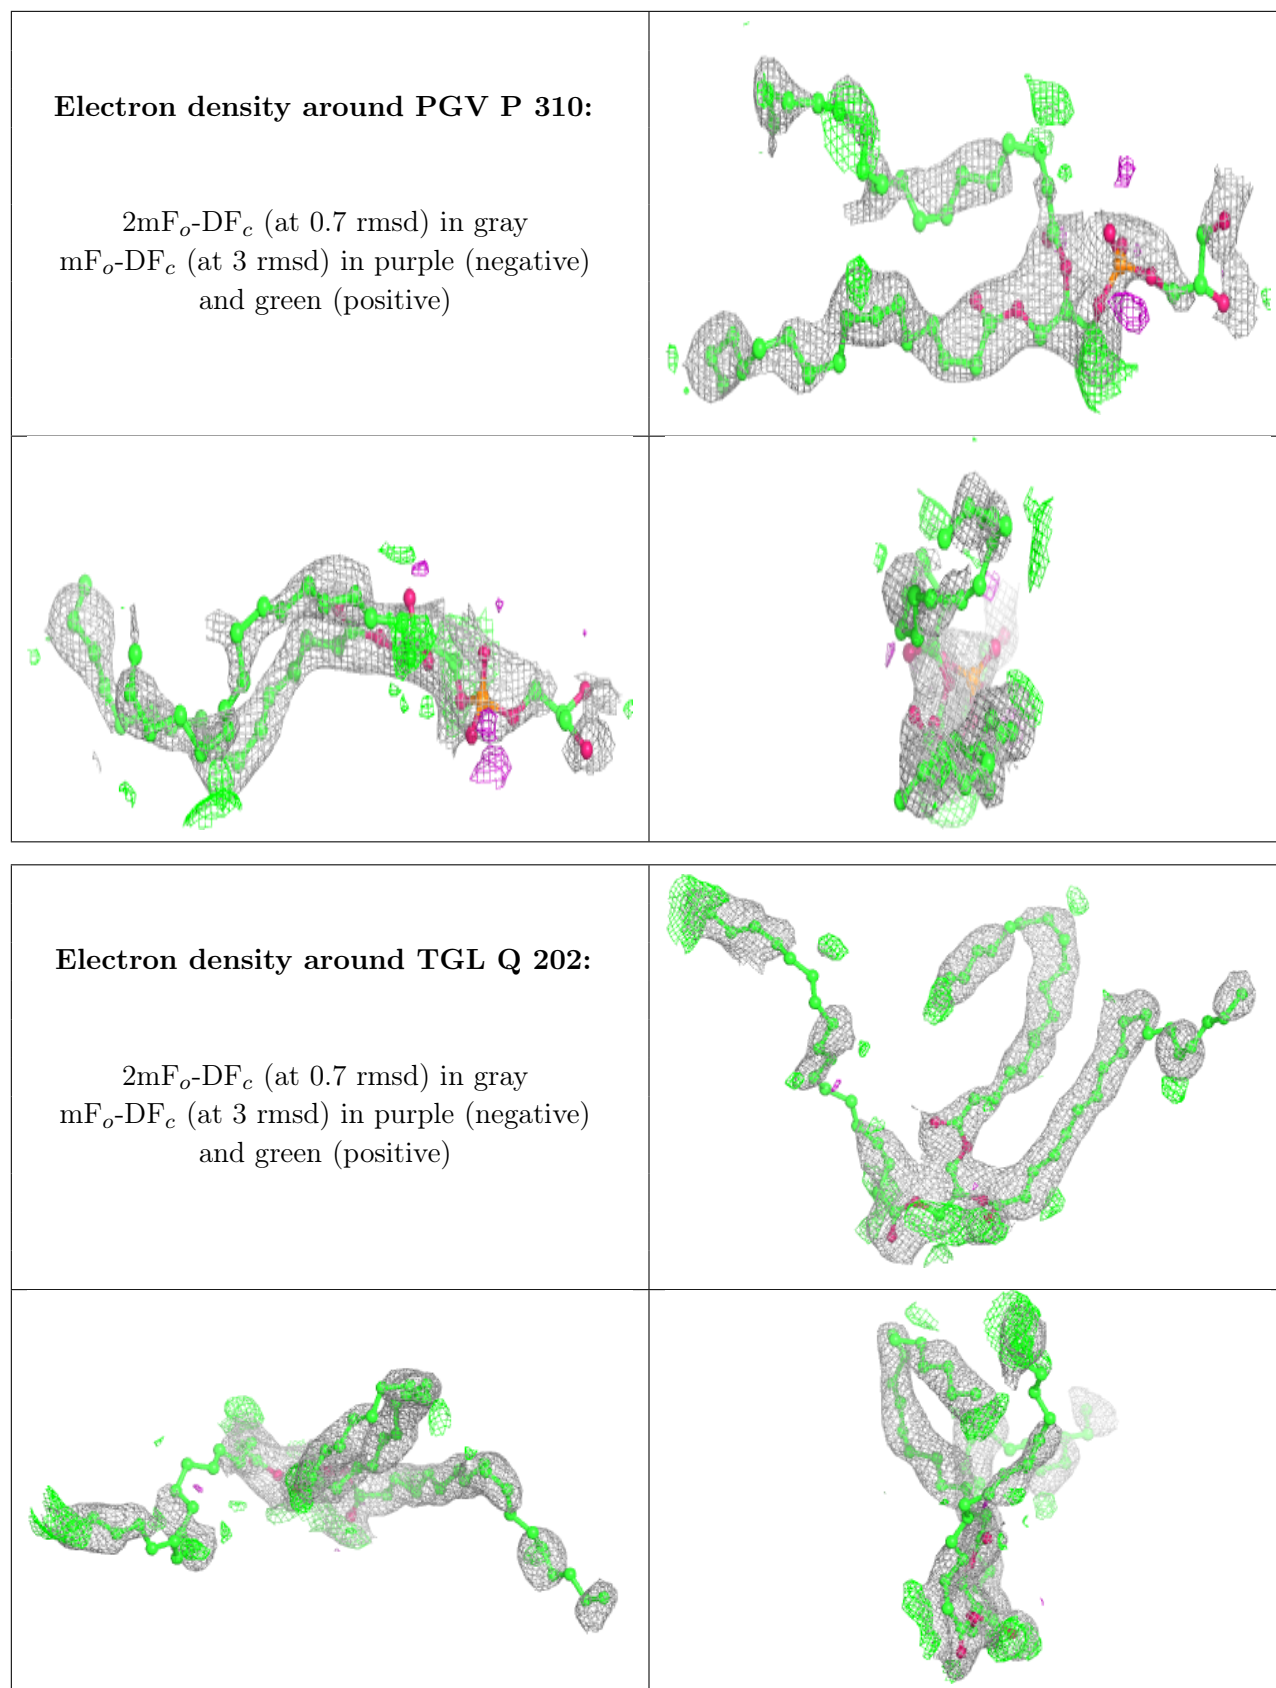 Electron density around PGV P 310:
2mFo-DFc (at 0.7 rmsd) in gray
mFo-DFc (at 3 rmsd) in purple (negative)
and green (positive)
Electron density around TGL Q 202:
2mFo-DFc (at 0.7 rmsd) in gray
mFo-DFc (at 3 rmsd) in purple (negative)
and green (positive)